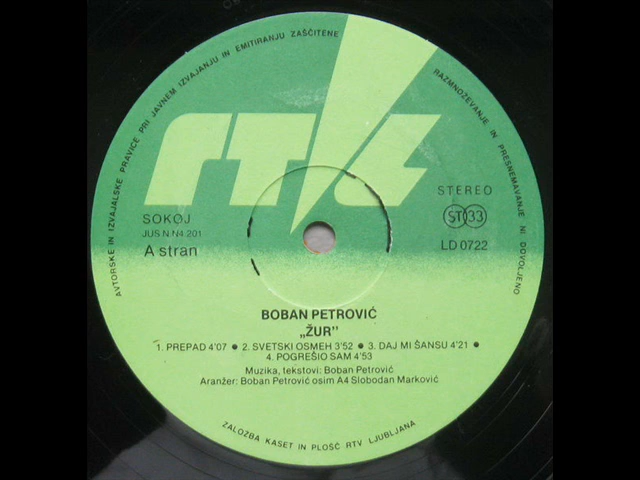 AVTORSKE IN IZVAJALSKE PRAVICE PRI JAVNEM IZVAJANJU IN EMITIRANJU ZAŠČITENE
RAZMNOŽEVANJE IN PRESNEMAVANJE NI DOVOLJENO
rtl
SOKOJ
JUS N N4 201
A stran
STEREO
ST 33
LD 0722
BOBAN PETROVIĆ
„ŽUR”
1. PREPAD 4'07 ● 2. SVETSKI OSMEH 3'52 ● 3. DAJ MI ŠANSU 4'21 ●
4. POGREŠIO SAM 4'53
Muzika, tekstovi: Boban Petrović
Aranžer: Boban Petrović osim A4 Slobodan Marković
ZALOŽBA KASET IN PLOŠČ RTV LJUBLJANA